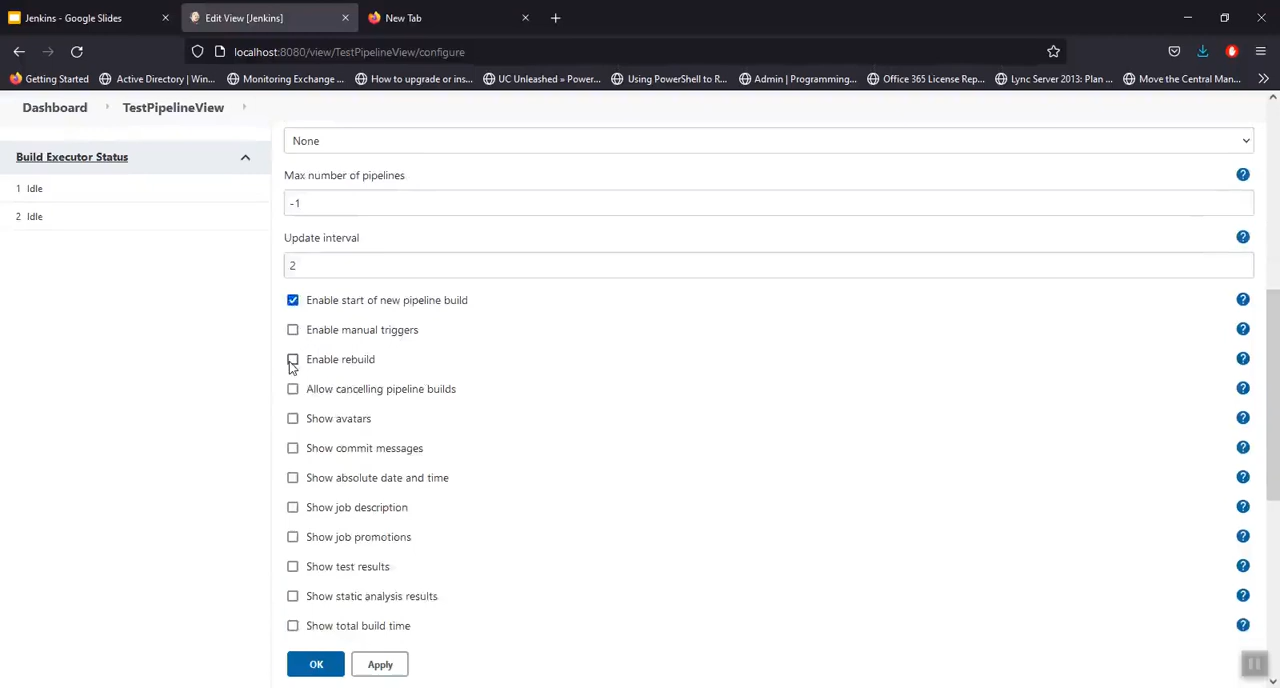 Jenkins - Google Slides
Edit View [Jenkins]
New Tab
localhost:8080/view/TestPipelineView/configure
Getting Started
Active Directory | Win...
Monitoring Exchange ...
How to upgrade or ins...
UC Unleashed » Power...
Using PowerShell to R...
Admin | Programming...
Office 365 License Rep...
Lync Server 2013: Plan ...
Move the Central Man...
Dashboard
TestPipelineView
Build Executor Status
1 Idle
2 Idle
None
Max number of pipelines
-1
Update interval
2
Enable start of new pipeline build
Enable manual triggers
Enable rebuild
Allow cancelling pipeline builds
Show avatars
Show commit messages
Show absolute date and time
Show job description
Show job promotions
Show test results
Show static analysis results
Show total build time
OK
Apply